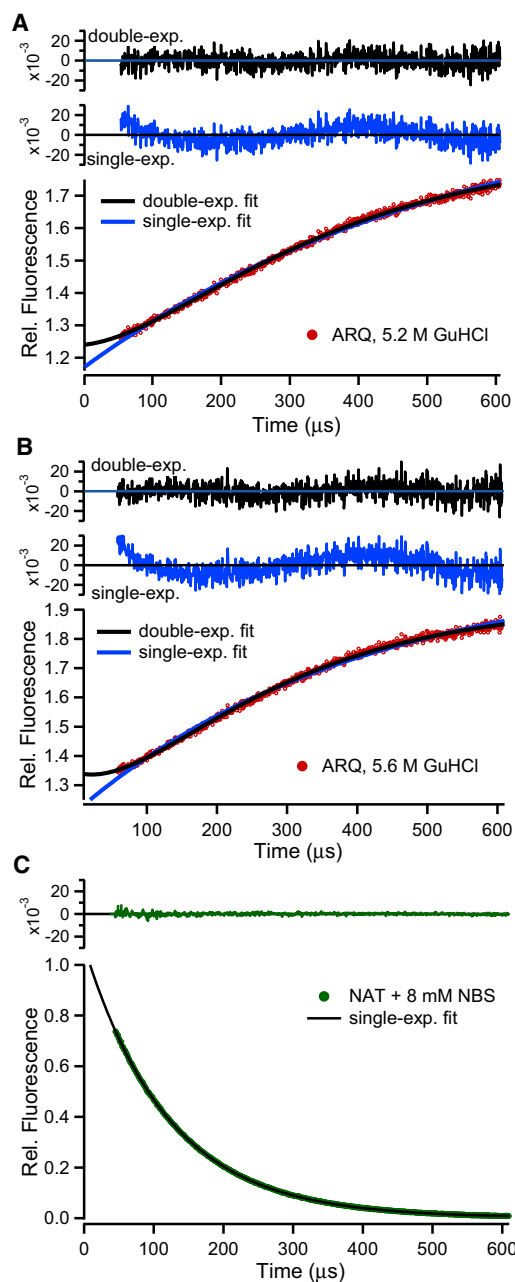 A
double-exp.
20
0
-20
x10⁻³
20
0
-20
x10⁻³
single-exp.
1.7
1.6
1.5
1.4
1.3
1.2
Rel. Fluorescence
double-exp. fit
single-exp. fit
ARQ, 5.2 M GuHCl
0 100 200 300 400 500 600
Time (μs)
B
double-exp.
20
0
-20
x10⁻³
20
0
-20
x10⁻³
single-exp.
1.9
1.8
1.7
1.6
1.5
1.4
1.3
Rel. Fluorescence
double-exp. fit
single-exp. fit
ARQ, 5.6 M GuHCl
100 200 300 400 500 600
Time (μs)
C
20
0
-20
x10⁻³
1.0
0.8
0.6
0.4
0.2
0.0
Rel. Fluorescence
NAT + 8 mM NBS
single-exp. fit
0 100 200 300 400 500 600
Time (μs)